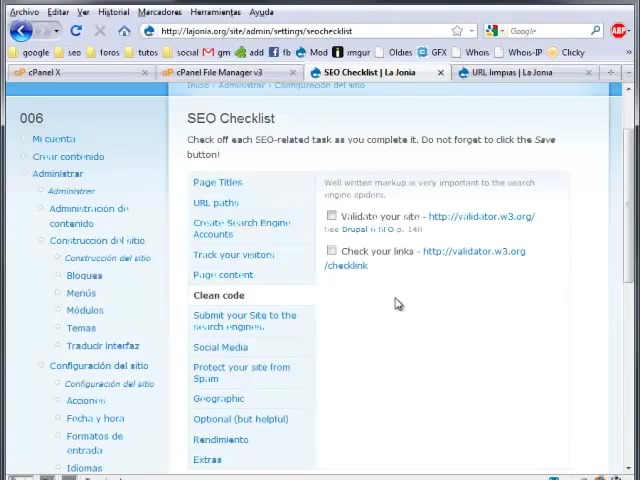 Archivo Editar Ver Historial Marcadores Herramientas Ayuda
http://lajonia.org/site/admin/settings/seochecklist
Google
ABP
google seo foros tutos social gm add fb Mod imgur Oldies GFX Whois Whois-IP Clicky
cPanel X
cPanel File Manager v3
SEO Checklist | La Jonia
URL limpias | La Jonia
Inicio › Administrar › Configuración del sitio
006
Mi cuenta
Crear contenido
Administrar
Administrar
Administración de
contenido
Construcción del sitio
Construcción del sitio
Bloques
Menús
Módulos
Temas
Traducir interfaz
Configuración del sitio
Configuración del sitio
Acciones
Fecha y hora
Formatos de
entrada
Idiomas
SEO Checklist
Check off each SEO-related task as you complete it. Do not forget to click the Save
button!
Page Titles
URL paths
Create Search Engine
Accounts
Track your visitors
Page content
Clean code
Submit your Site to the
search engines.
Social Media
Protect your site from
Spam
Geographic
Optional (but helpful)
Rendimiento
Extras
Well written markup is very important to the search
engine spiders.
Validate your site - http://validator.w3.org/
(see Drupal 6 SEO p. 148)
Check your links - http://validator.w3.org
/checklink